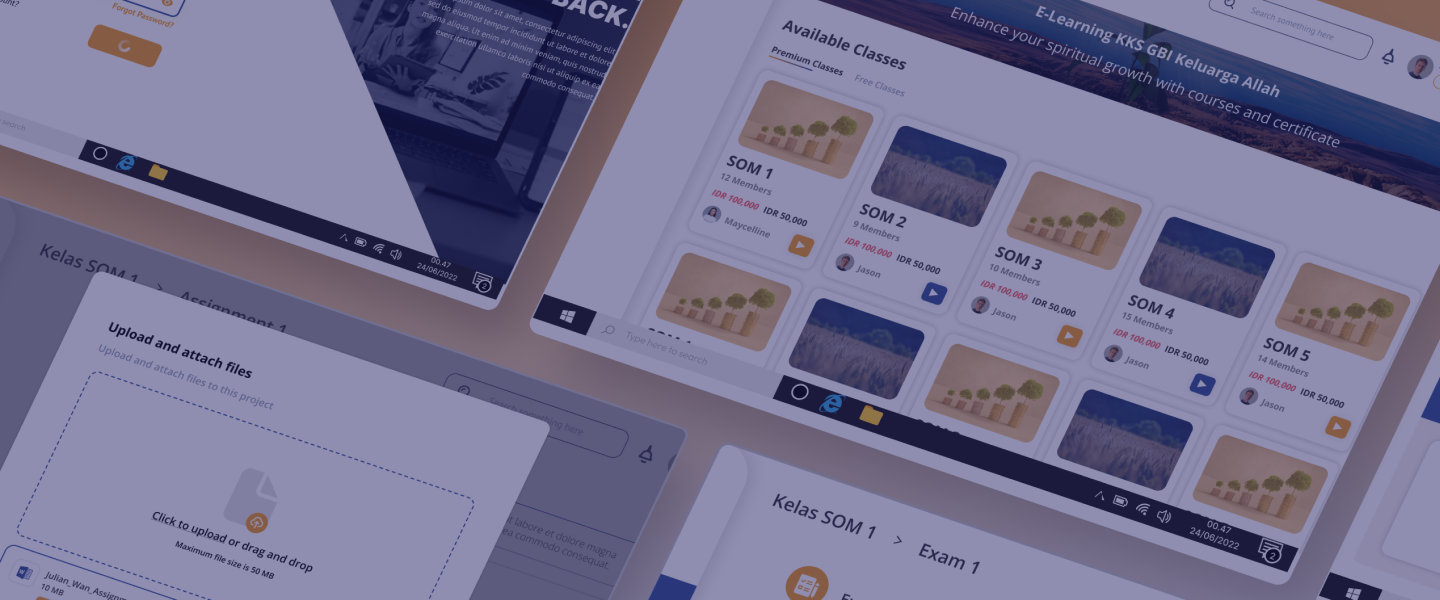 Forgot Password?
BACK.
dolor sit amet, consectetur adipiscing elit,
sed do eiusmod tempor incididunt ut labore et dolore
magna aliqua. Ut enim ad minim veniam, quis nostrud
exercitation ullamco laboris nisi ut aliquip ex ea
commodo consequat.
search
00.47
24/06/2022
2
Search something here
E-Learning KKS GBI Keluarga Allah
Enhance your spiritual growth with courses and certificate
Available Classes
Premium Classes
Free Classes
SOM 1
12 Members
IDR 100,000 IDR 50,000
Maycelline
SOM 2
9 Members
IDR 100,000 IDR 50,000
Jason
SOM 3
10 Members
IDR 100,000 IDR 50,000
Jason
SOM 4
15 Members
IDR 100,000 IDR 50,000
Jason
SOM 5
14 Members
IDR 100,000 IDR 50,000
Jason
Type here to search
00.47
24/06/2022
2
Kelas SOM 1 > Assignment 1
Upload and attach files
Upload and attach files to this project
Click to upload or drag and drop
Maximum file size is 50 MB
10 MB
Search something here
labore et dolore magna
ea commodo consequat.
Kelas SOM 1 > Exam 1